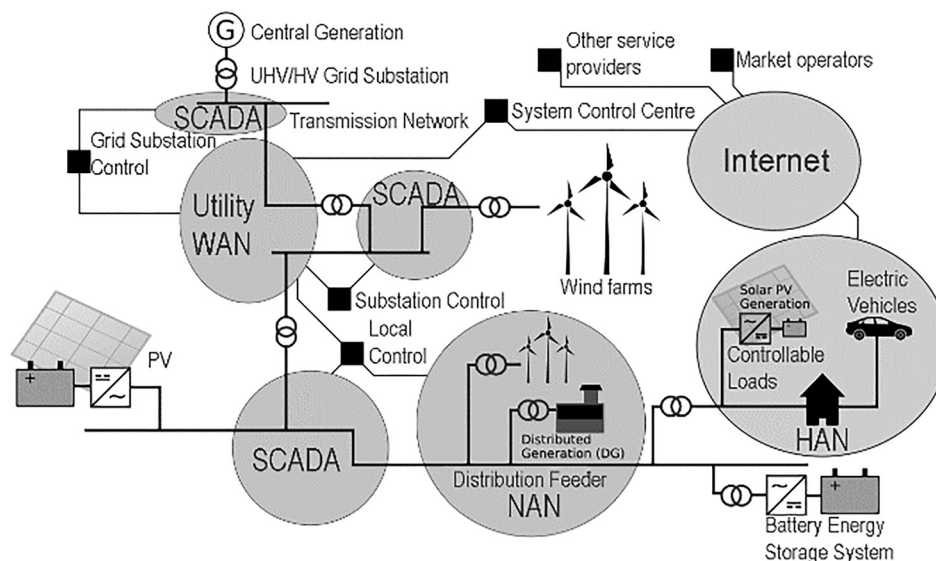 G
Central Generation
UHV/HV Grid Substation
SCADA
Transmission Network
Grid Substation
Control
Other service
providers
Market operators
System Control Centre
Internet
Utility
WAN
SCADA
Wind farms
Substation Control
Local
Control
PV
+
SCADA
Distributed
Generation (DG)
Distribution Feeder
NAN
Solar PV
Generation
Electric
Vehicles
Controllable
Loads
HAN
+
Battery Energy
Storage System